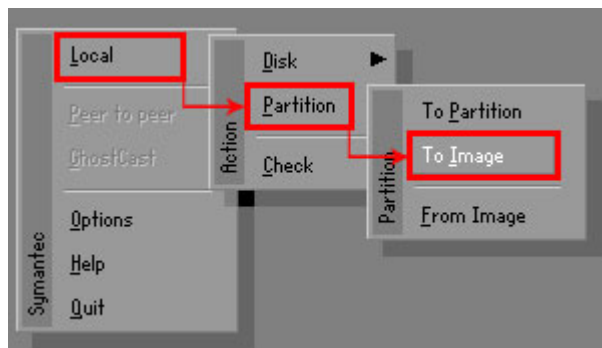 Local
Peer to peer
GhostCast
Options
Help
Quit
Symantec
Disk
Partition
Check
Action
To Partition
To Image
From Image
Partition